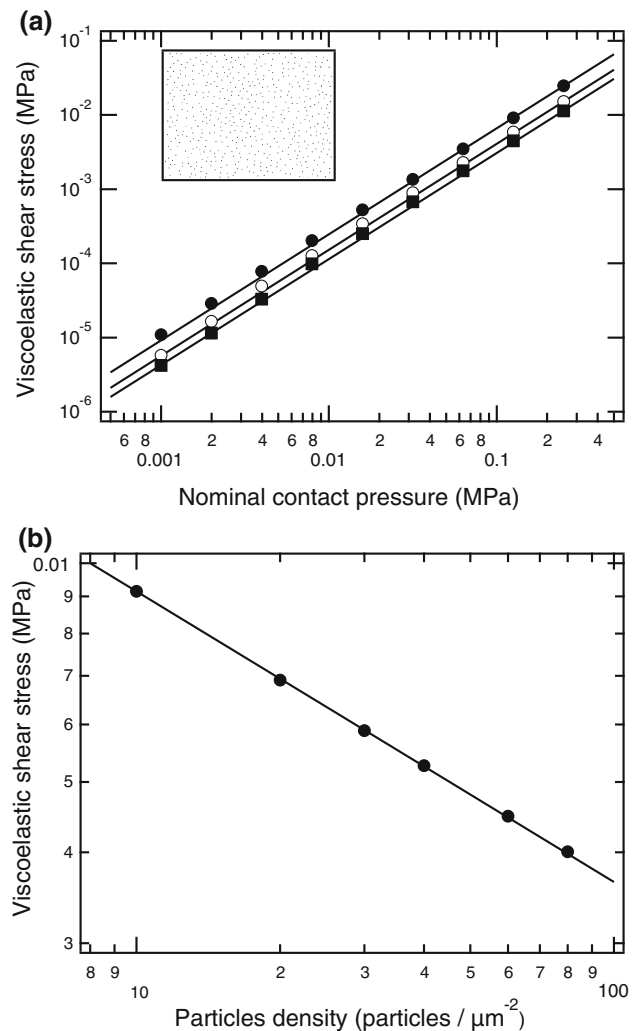 (a)
10-1
10-2
10-3
10-4
10-5
10-6
Viscoelastic shear stress (MPa)
6 8 2 4 6 8 2 4 6 8 2 4
0.001 0.01 0.1
Nominal contact pressure (MPa)
(b)
0.01
9
8
7
6
5
4
3
Viscoelastic shear stress (MPa)
8 9 2 3 4 5 6 7 8 9
10 100
Particles density (particles / μm-2)